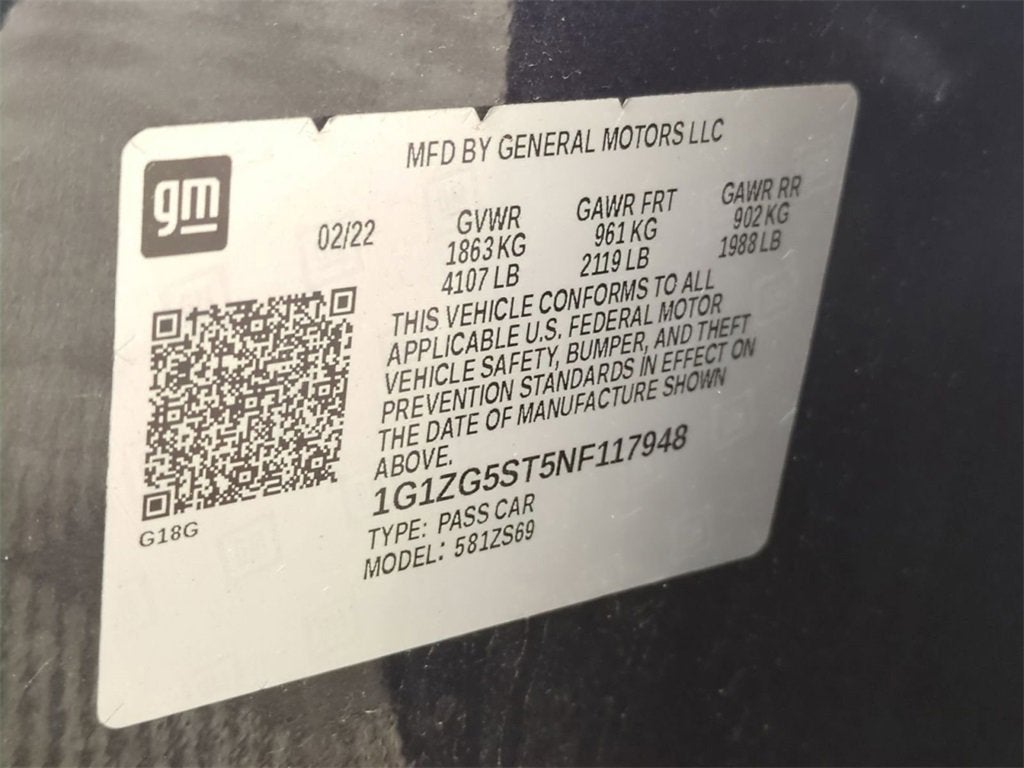 gm
MFD BY GENERAL MOTORS LLC
02/22
GVWR
1863 KG
4107 LB
GAWR FRT
961 KG
2119 LB
GAWR RR
902 KG
1988 LB
THIS VEHICLE CONFORMS TO ALL
APPLICABLE U.S. FEDERAL MOTOR
VEHICLE SAFETY, BUMPER, AND THEFT
PREVENTION STANDARDS IN EFFECT ON
THE DATE OF MANUFACTURE SHOWN
ABOVE.
1G1ZG5ST5NF117948
TYPE: PASS CAR
MODEL: 581ZS69
G18G